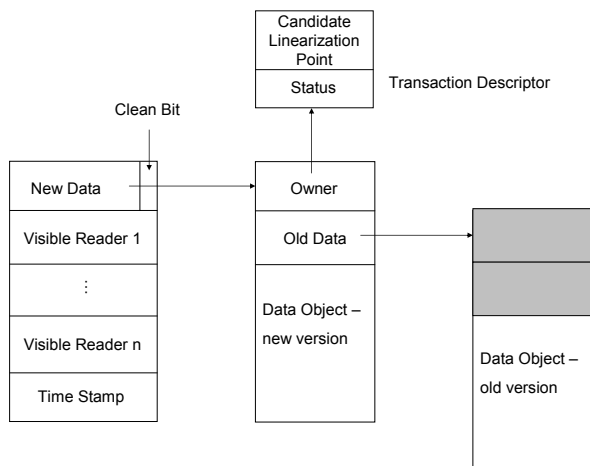 Candidate
Linearization
Point
Status
Transaction Descriptor
Clean Bit
New Data
Owner
Visible Reader 1
Old Data
⋮
Data Object –
new version
Visible Reader n
Data Object –
old version
Time Stamp